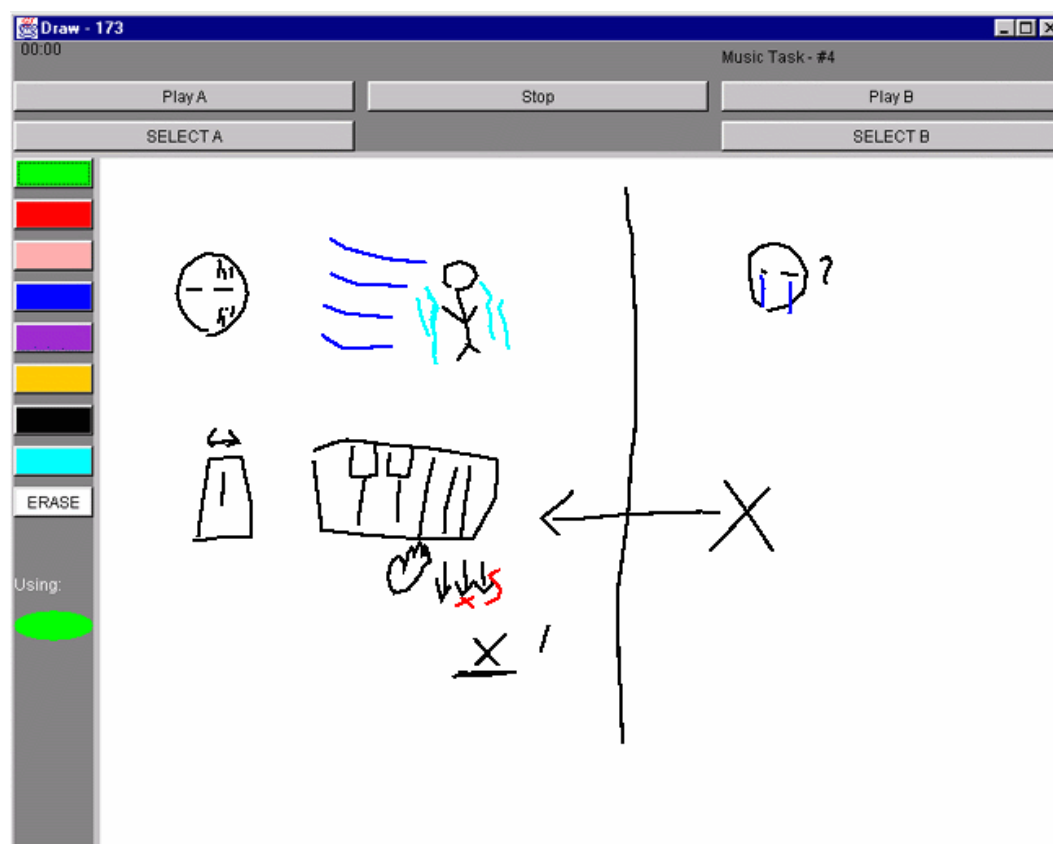 Draw - 173
00:00
Music Task - #4
Play A
Stop
Play B
SELECT A
SELECT B
?
ERASE
Using: